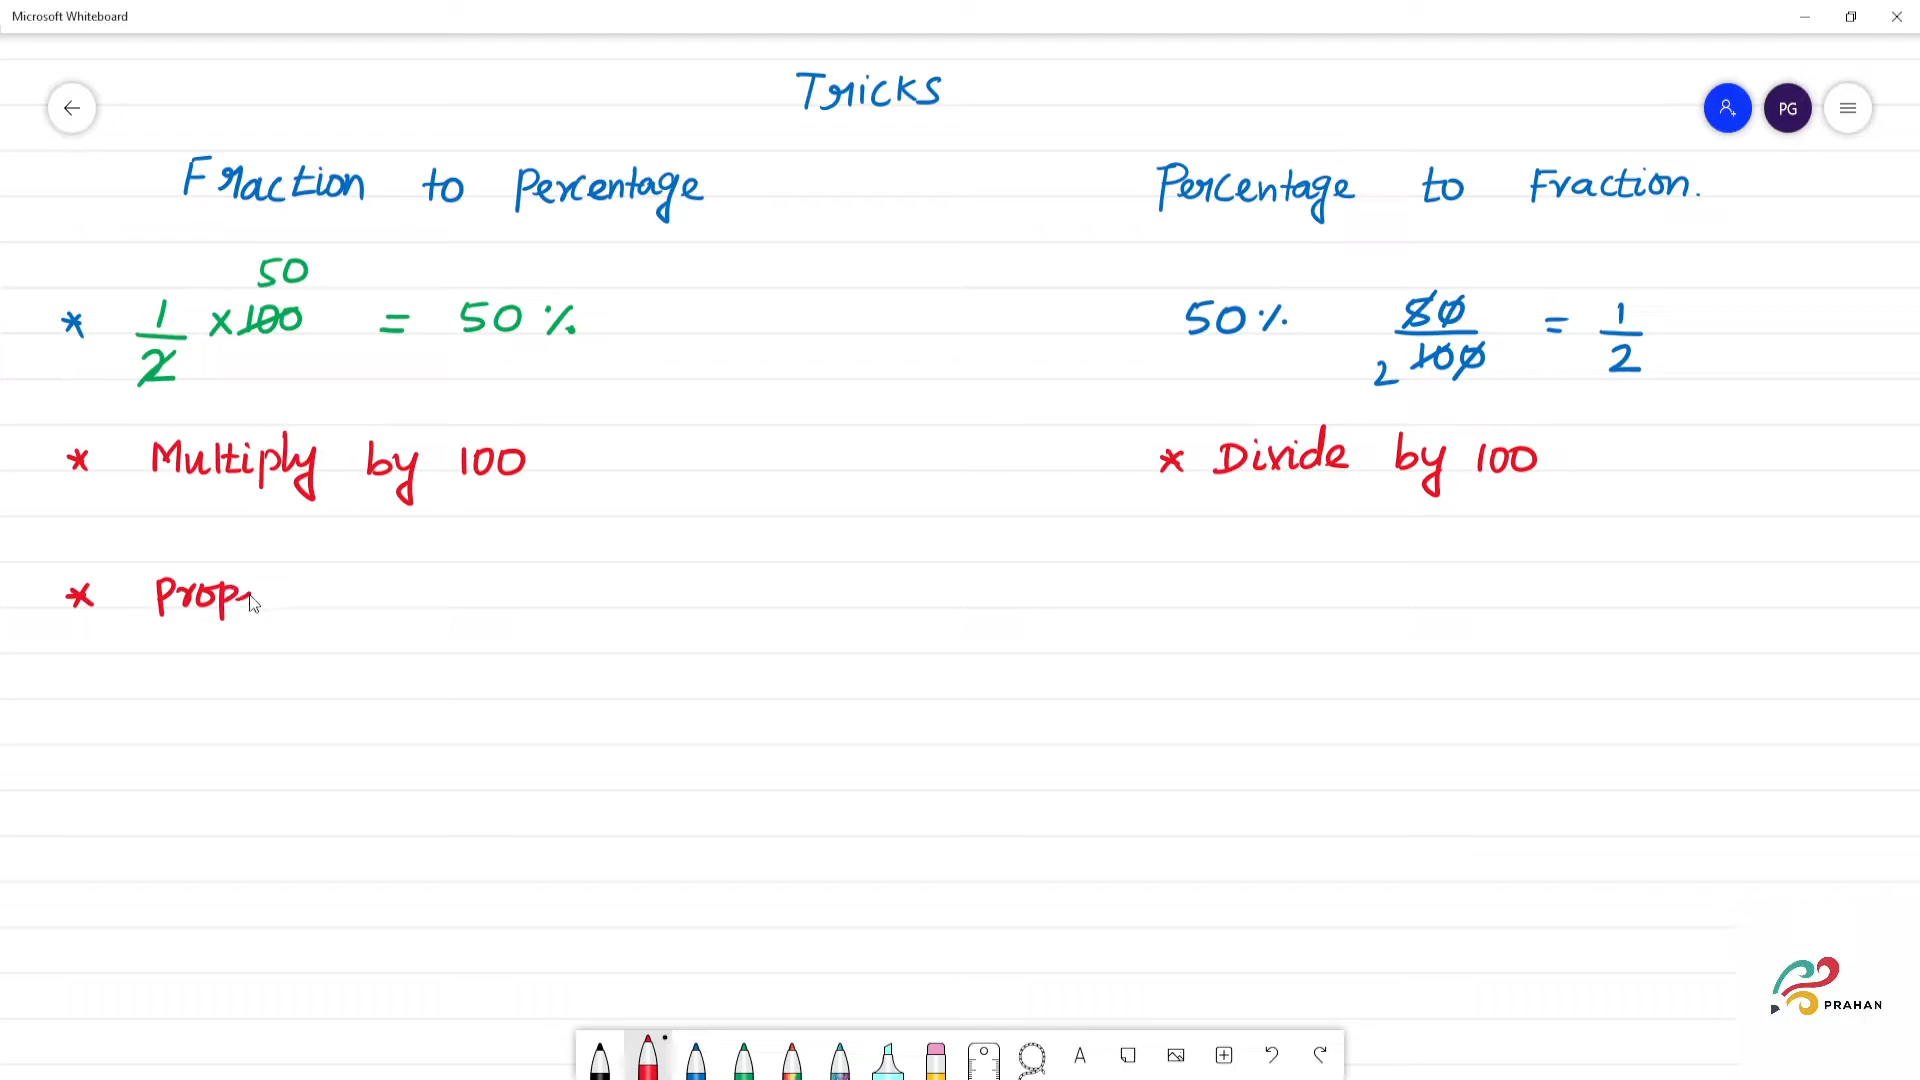 Microsoft Whiteboard
Tricks
PG
Fraction to Percentage
Percentage to Fraction.
50
* 1/2 × 100 = 50 %
50 % 50/100 = 1/2
2
* Multiply by 100
* Divide by 100
* Prop
PRAHAN
A